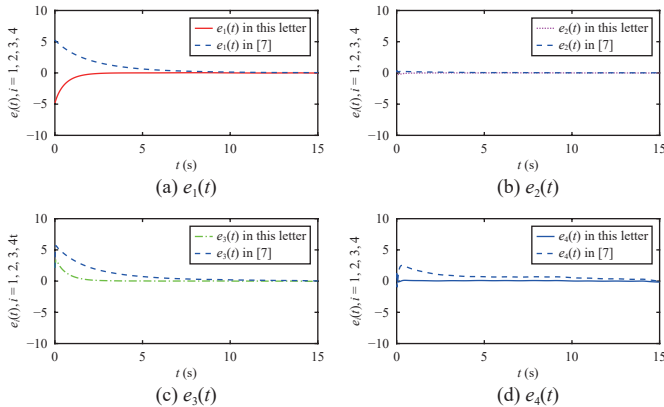 e1(t) in this letter
e1(t) in [7]
ei(t), i = 1, 2, 3, 4
10
5
0
−5
−10
0
5
10
15
t (s)
(a) e1(t)
e2(t) in this letter
e2(t) in [7]
ei(t), i = 1, 2, 3, 4
10
5
0
−5
−10
0
5
10
15
t (s)
(b) e2(t)
e3(t) in this letter
e3(t) in [7]
ei(t), i = 1, 2, 3, 4t
10
5
0
−5
−10
0
5
10
15
t (s)
(c) e3(t)
e4(t) in this letter
e4(t) in [7]
ei(t), i = 1, 2, 3, 4
10
5
0
−5
−10
0
5
10
15
t (s)
(d) e4(t)